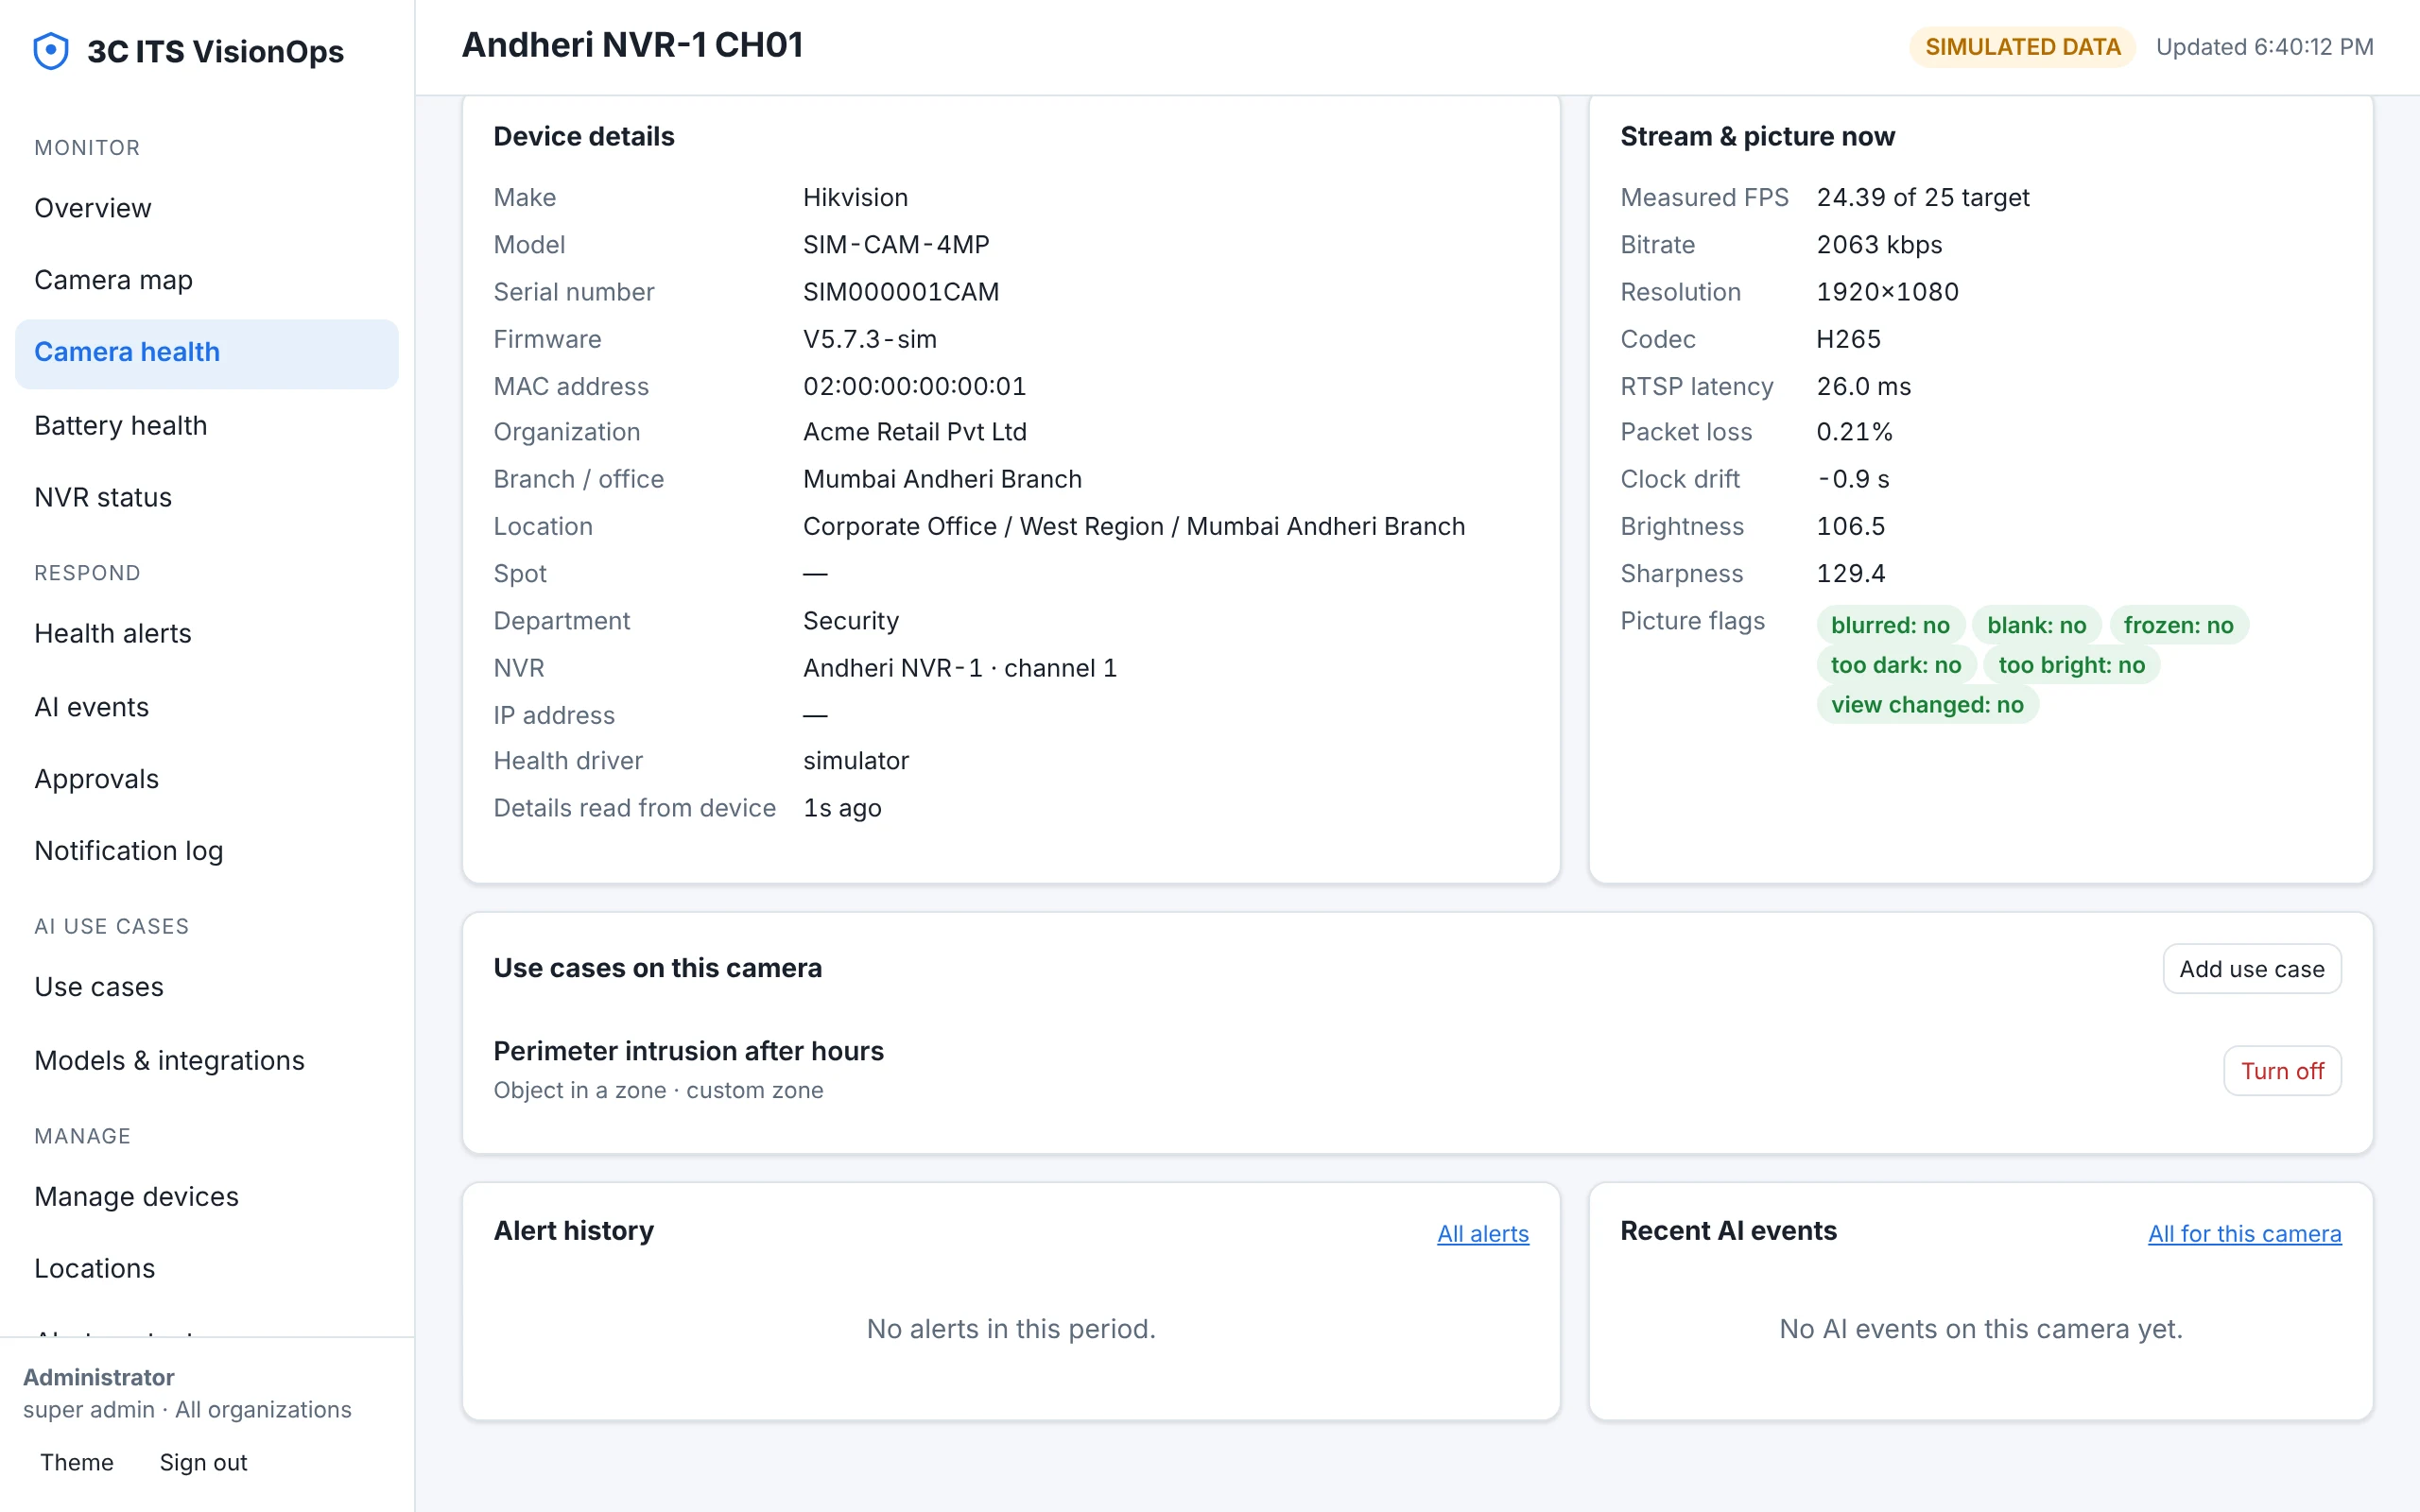 3C ITS VisionOps
MONITOR
Overview
Camera map
Camera health
Battery health
NVR status
RESPOND
Health alerts
AI events
Approvals
Notification log
AI USE CASES
Use cases
Models & integrations
MANAGE
Manage devices
Locations
Administrator
super admin · All organizations
Theme Sign out
Andheri NVR-1 CH01
SIMULATED DATA Updated 6:40:12 PM
Device details
Make Hikvision
Model SIM-CAM-4MP
Serial number SIM000001CAM
Firmware V5.7.3-sim
MAC address 02:00:00:00:00:01
Organization Acme Retail Pvt Ltd
Branch / office Mumbai Andheri Branch
Location Corporate Office / West Region / Mumbai Andheri Branch
Spot —
Department Security
NVR Andheri NVR-1 · channel 1
IP address —
Health driver simulator
Details read from device 1s ago
Stream & picture now
Measured FPS 24.39 of 25 target
Bitrate 2063 kbps
Resolution 1920×1080
Codec H265
RTSP latency 26.0 ms
Packet loss 0.21%
Clock drift -0.9 s
Brightness 106.5
Sharpness 129.4
Picture flags blurred: no blank: no frozen: no
too dark: no too bright: no
view changed: no
Use cases on this camera Add use case
Perimeter intrusion after hours
Object in a zone · custom zone
Turn off
Alert history All alerts
No alerts in this period.
Recent AI events All for this camera
No AI events on this camera yet.